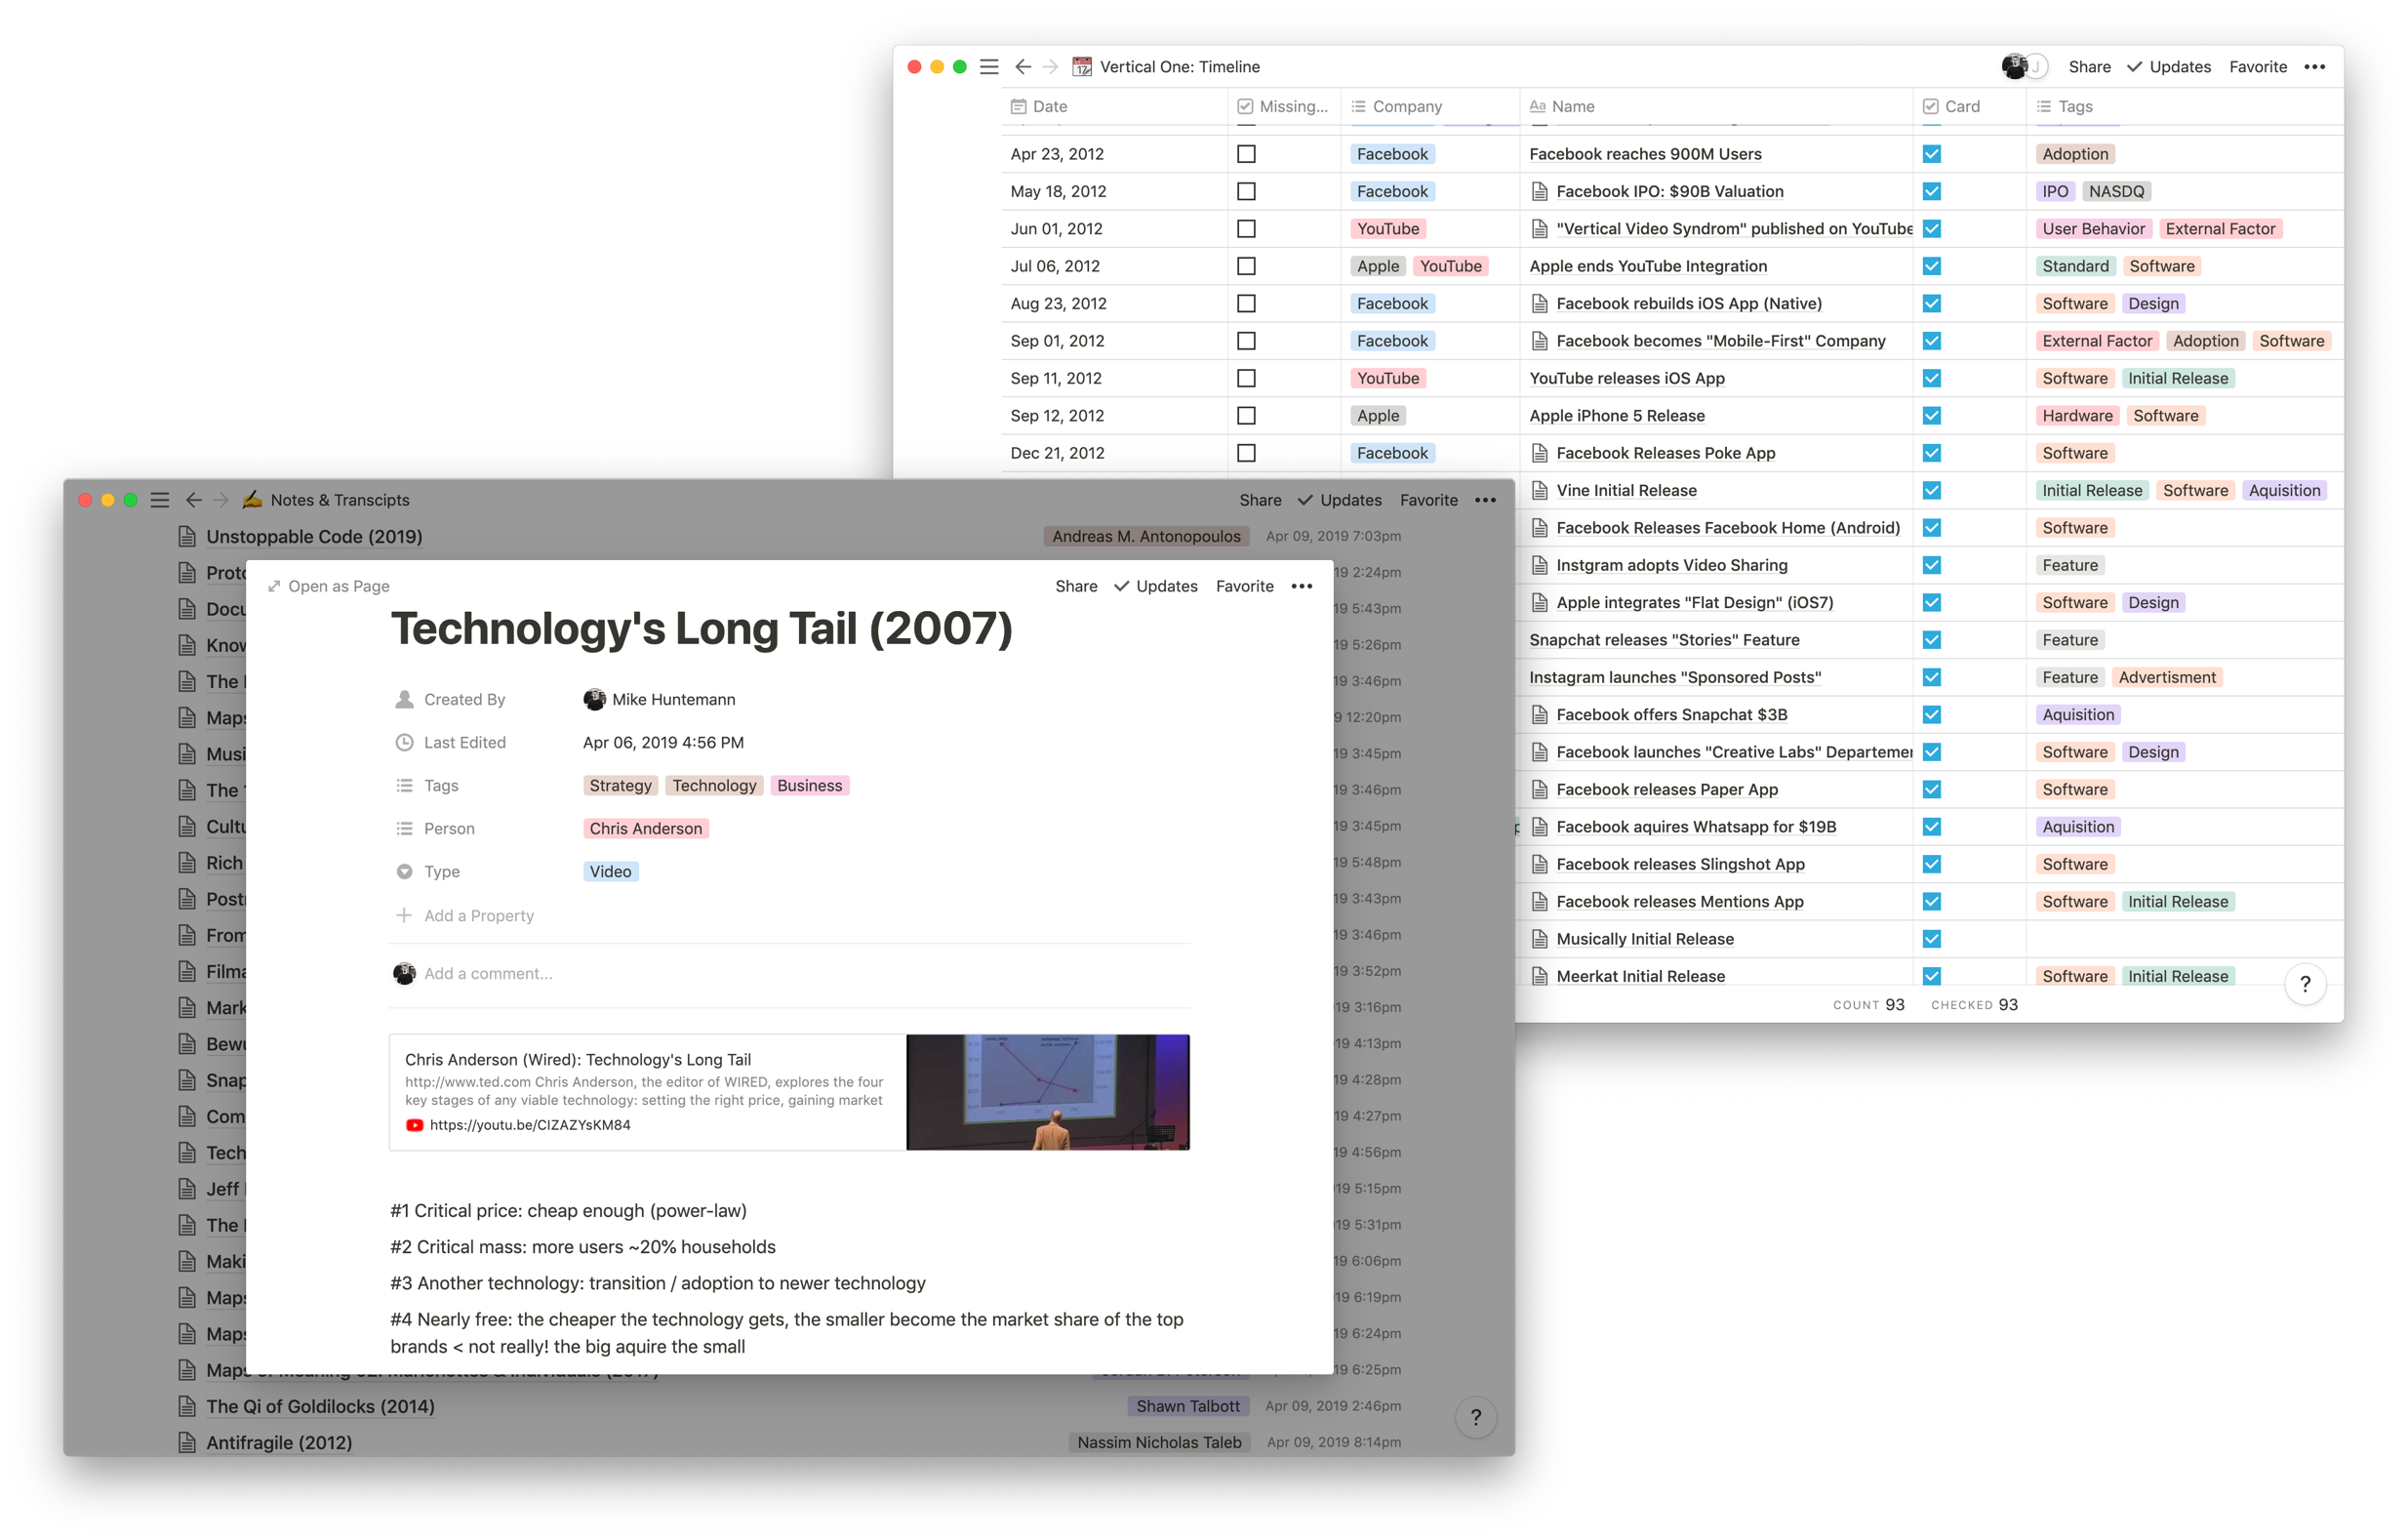 Vertical One: Timeline
Share Updates Favorite
Date Missing... Company Name Card Tags
Apr 23, 2012 Facebook Facebook reaches 900M Users Adoption
May 18, 2012 Facebook Facebook IPO: $90B Valuation IPO NASDQ
Jun 01, 2012 YouTube "Vertical Video Syndrom" published on YouTube User Behavior External Factor
Jul 06, 2012 Apple YouTube Apple ends YouTube Integration Standard Software
Aug 23, 2012 Facebook Facebook rebuilds iOS App (Native) Software Design
Sep 01, 2012 Facebook Facebook becomes "Mobile-First" Company External Factor Adoption Software
Sep 11, 2012 YouTube YouTube releases iOS App Software Initial Release
Sep 12, 2012 Apple Apple iPhone 5 Release Hardware Software
Dec 21, 2012 Facebook Facebook Releases Poke App Software
Vine Initial Release Initial Release Software Aquisition
Facebook Releases Facebook Home (Android) Software
Instgram adopts Video Sharing Feature
Apple integrates "Flat Design" (iOS7) Software Design
Snapchat releases "Stories" Feature Feature
Instagram launches "Sponsored Posts" Feature Advertisment
Facebook offers Snapchat $3B Aquisition
Facebook launches "Creative Labs" Departemen Software Design
Facebook releases Paper App Software
Facebook aquires Whatsapp for $19B Aquisition
Facebook releases Slingshot App Software
Facebook releases Mentions App Software Initial Release
Musically Initial Release
Meerkat Initial Release Software Initial Release
COUNT 93 CHECKED 93
?
Notes & Transcipts
Share Updates Favorite
Unstoppable Code (2019) Andreas M. Antonopoulos Apr 09, 2019 7:03pm
Proto 19 2:24pm
Docu 19 5:43pm
Know 19 5:26pm
The 19 3:46pm
Maps 9 12:20pm
Musi 19 3:45pm
The 19 3:46pm
Cultu 19 3:45pm
Rich 19 5:48pm
Post 19 3:43pm
From 19 3:46pm
Filma 19 3:52pm
Mark 19 3:16pm
Bewu 19 4:13pm
Snap 19 4:28pm
Com 19 4:27pm
Tech 19 4:56pm
Jeff 19 5:15pm
The 19 5:31pm
Maki 19 6:06pm
Maps 19 6:19pm
Maps 19 6:24pm
Maps 19 6:25pm
The Qi of Goldilocks (2014) Shawn Talbott Apr 09, 2019 2:46pm
Antifragile (2012) Nassim Nicholas Taleb Apr 09, 2019 8:14pm
?
Open as Page
Share Updates Favorite
Technology's Long Tail (2007)
Created By Mike Huntemann
Last Edited Apr 06, 2019 4:56 PM
Tags Strategy Technology Business
Person Chris Anderson
Type Video
Add a Property
Add a comment...
Chris Anderson (Wired): Technology's Long Tail
http://www.ted.com Chris Anderson, the editor of WIRED, explores the four
key stages of any viable technology: setting the right price, gaining market
https://youtu.be/CIZAZYsKM84
#1 Critical price: cheap enough (power-law)
#2 Critical mass: more users ~20% households
#3 Another technology: transition / adoption to newer technology
#4 Nearly free: the cheaper the technology gets, the smaller become the market share of the top
brands < not really! the big aquire the small